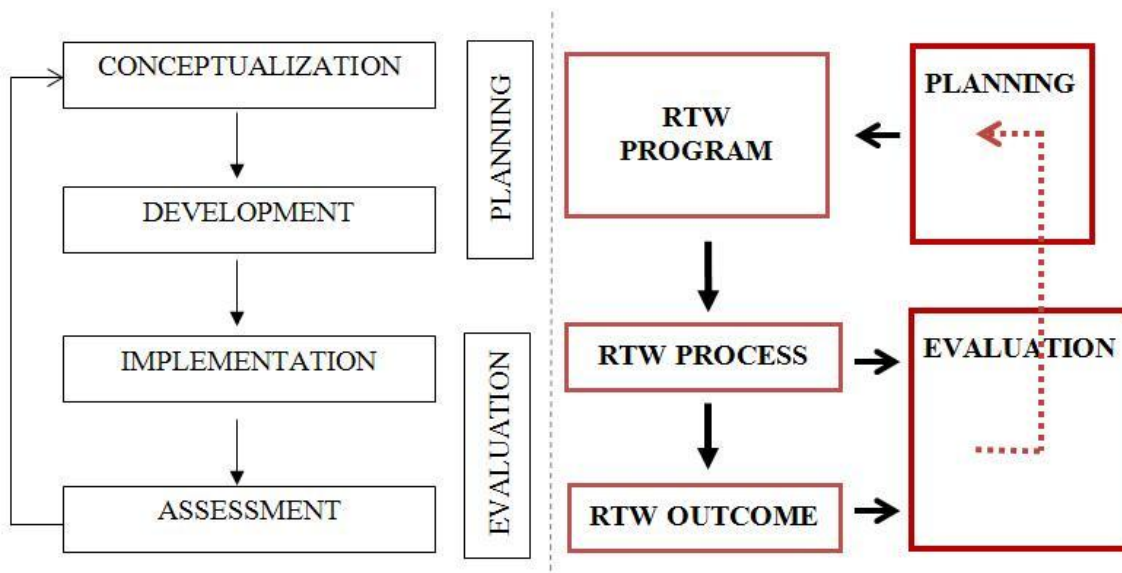 CONCEPTUALIZATION
DEVELOPMENT
IMPLEMENTATION
ASSESSMENT
PLANNING
EVALUATION
RTW
PROGRAM
RTW PROCESS
RTW OUTCOME
PLANNING
EVALUATION